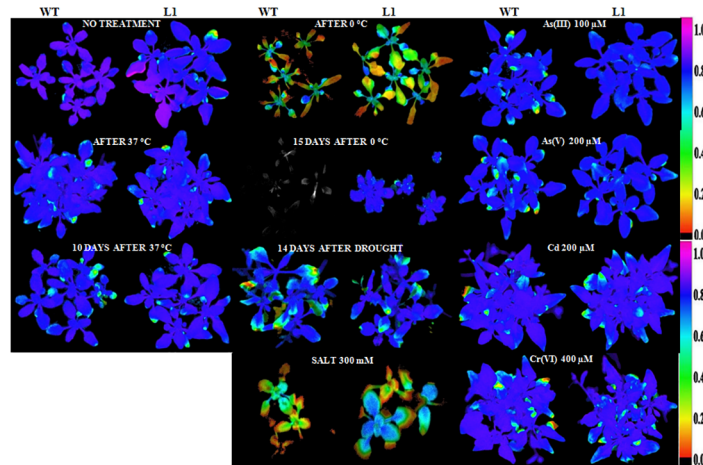 WT L1 WT L1 WT L1
NO TREATMENT AFTER 0 °C As(III) 100 µM
AFTER 37 °C 15 DAYS AFTER 0 °C As(V) 200 µM
10 DAYS AFTER 37 °C 14 DAYS AFTER DROUGHT Cd 200 µM
SALT 300 mM Cr(VI) 400 µM
1.0
0.8
0.6
0.4
0.2
0.0
1.0
0.8
0.6
0.4
0.2
0.0